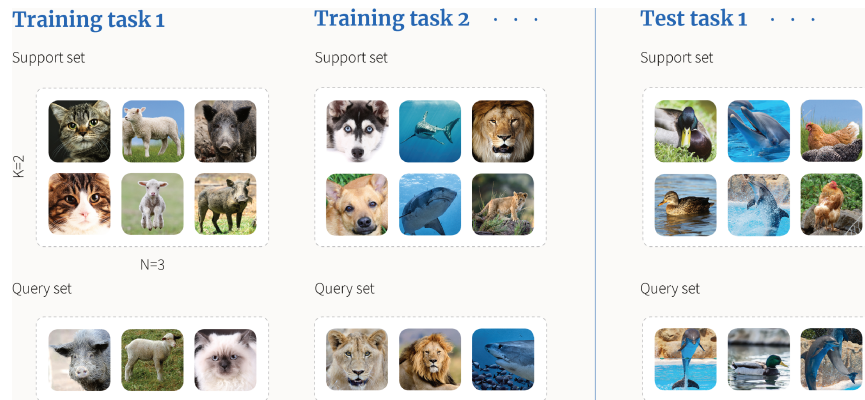 Training task 1
Support set
K=2
N=3
Query set
Training task 2 . . .
Support set
Query set
Test task 1 . . .
Support set
Query set